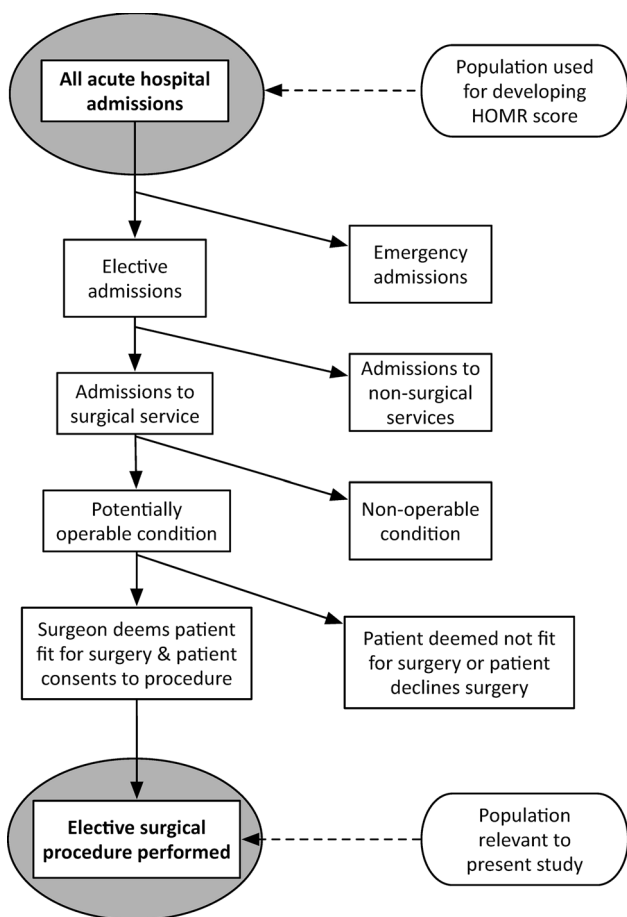 All acute hospital
admissions
Population used
for developing
HOMR score
Elective
admissions
Emergency
admissions
Admissions to
surgical service
Admissions to
non-surgical
services
Potentially
operable condition
Non-operable
condition
Surgeon deems patient
fit for surgery & patient
consents to procedure
Patient deemed not fit
for surgery or patient
declines surgery
Elective surgical
procedure performed
Population
relevant to
present study